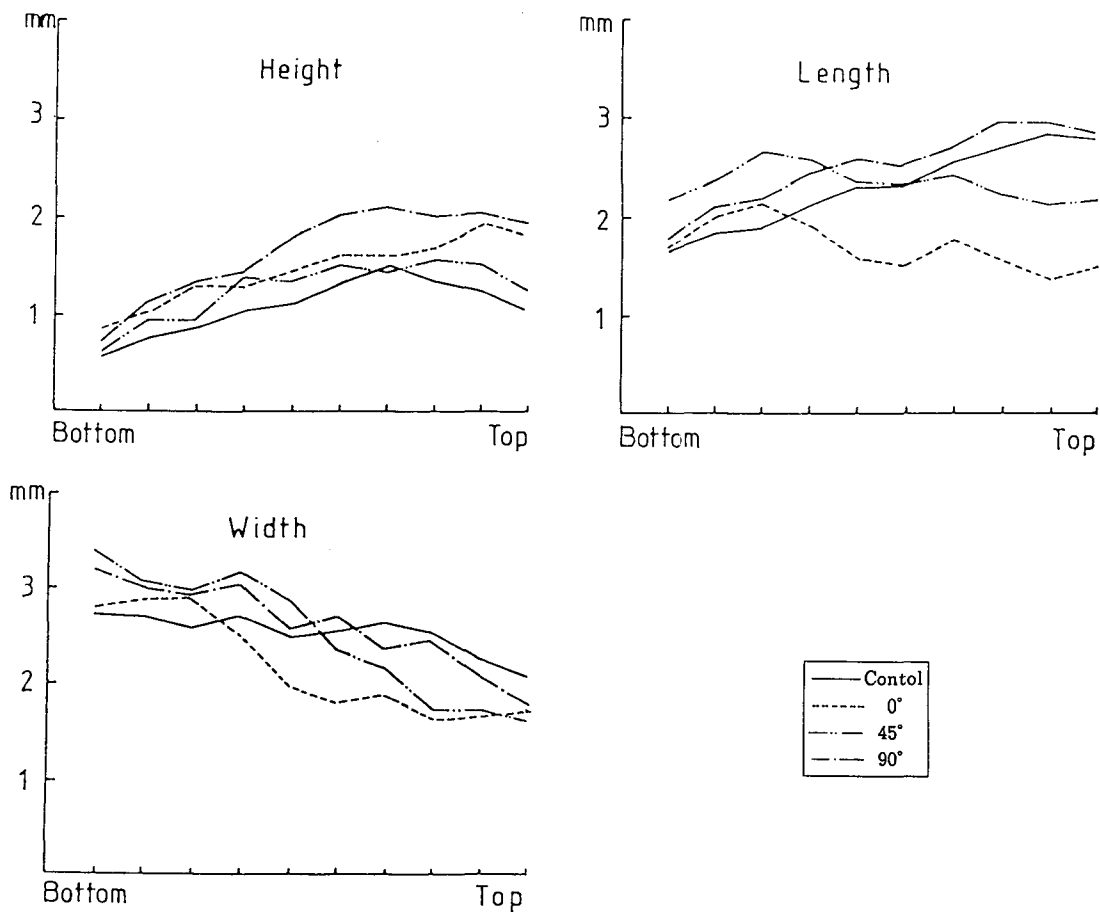 mm
Height
3
2
1
Bottom
Top
mm
Length
3
2
1
Bottom
Top
mm
Width
3
2
1
Bottom
Top
Contol
0°
45°
90°